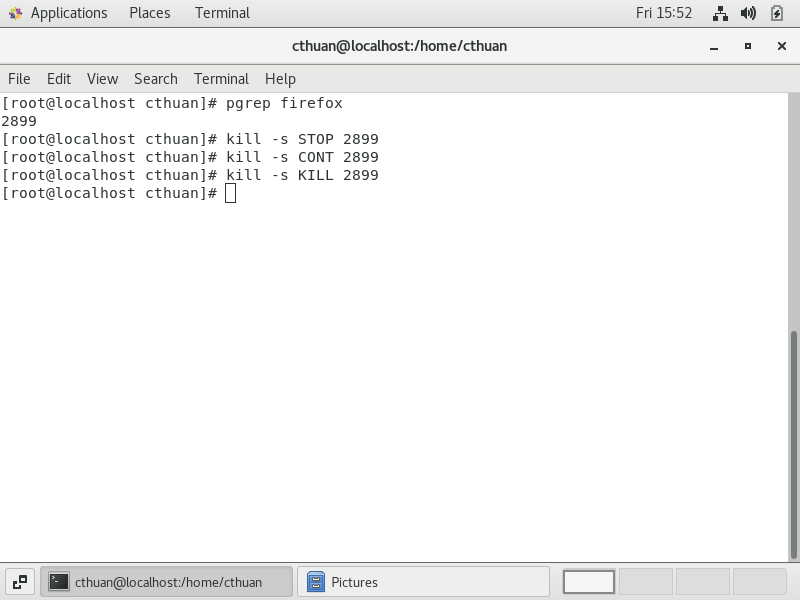 Applications Places Terminal Fri 15:52
cthuan@localhost:/home/cthuan
File Edit View Search Terminal Help
[root@localhost cthuan]# pgrep firefox
2899
[root@localhost cthuan]# kill -s STOP 2899
[root@localhost cthuan]# kill -s CONT 2899
[root@localhost cthuan]# kill -s KILL 2899
[root@localhost cthuan]#
cthuan@localhost:/home/cthuan Pictures